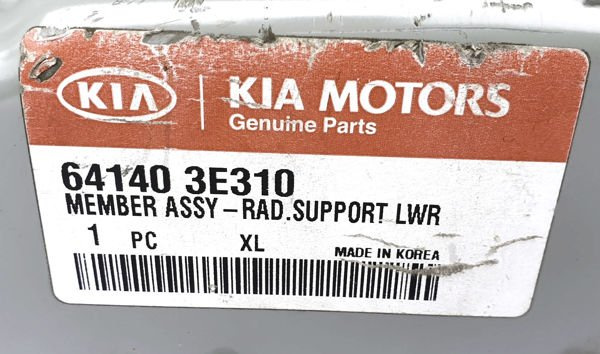 KIA KIA MOTORS
Genuine Parts
64140 3E310
MEMBER ASSY-RAD.SUPPORT LWR
1 PC XL MADE IN KOREA